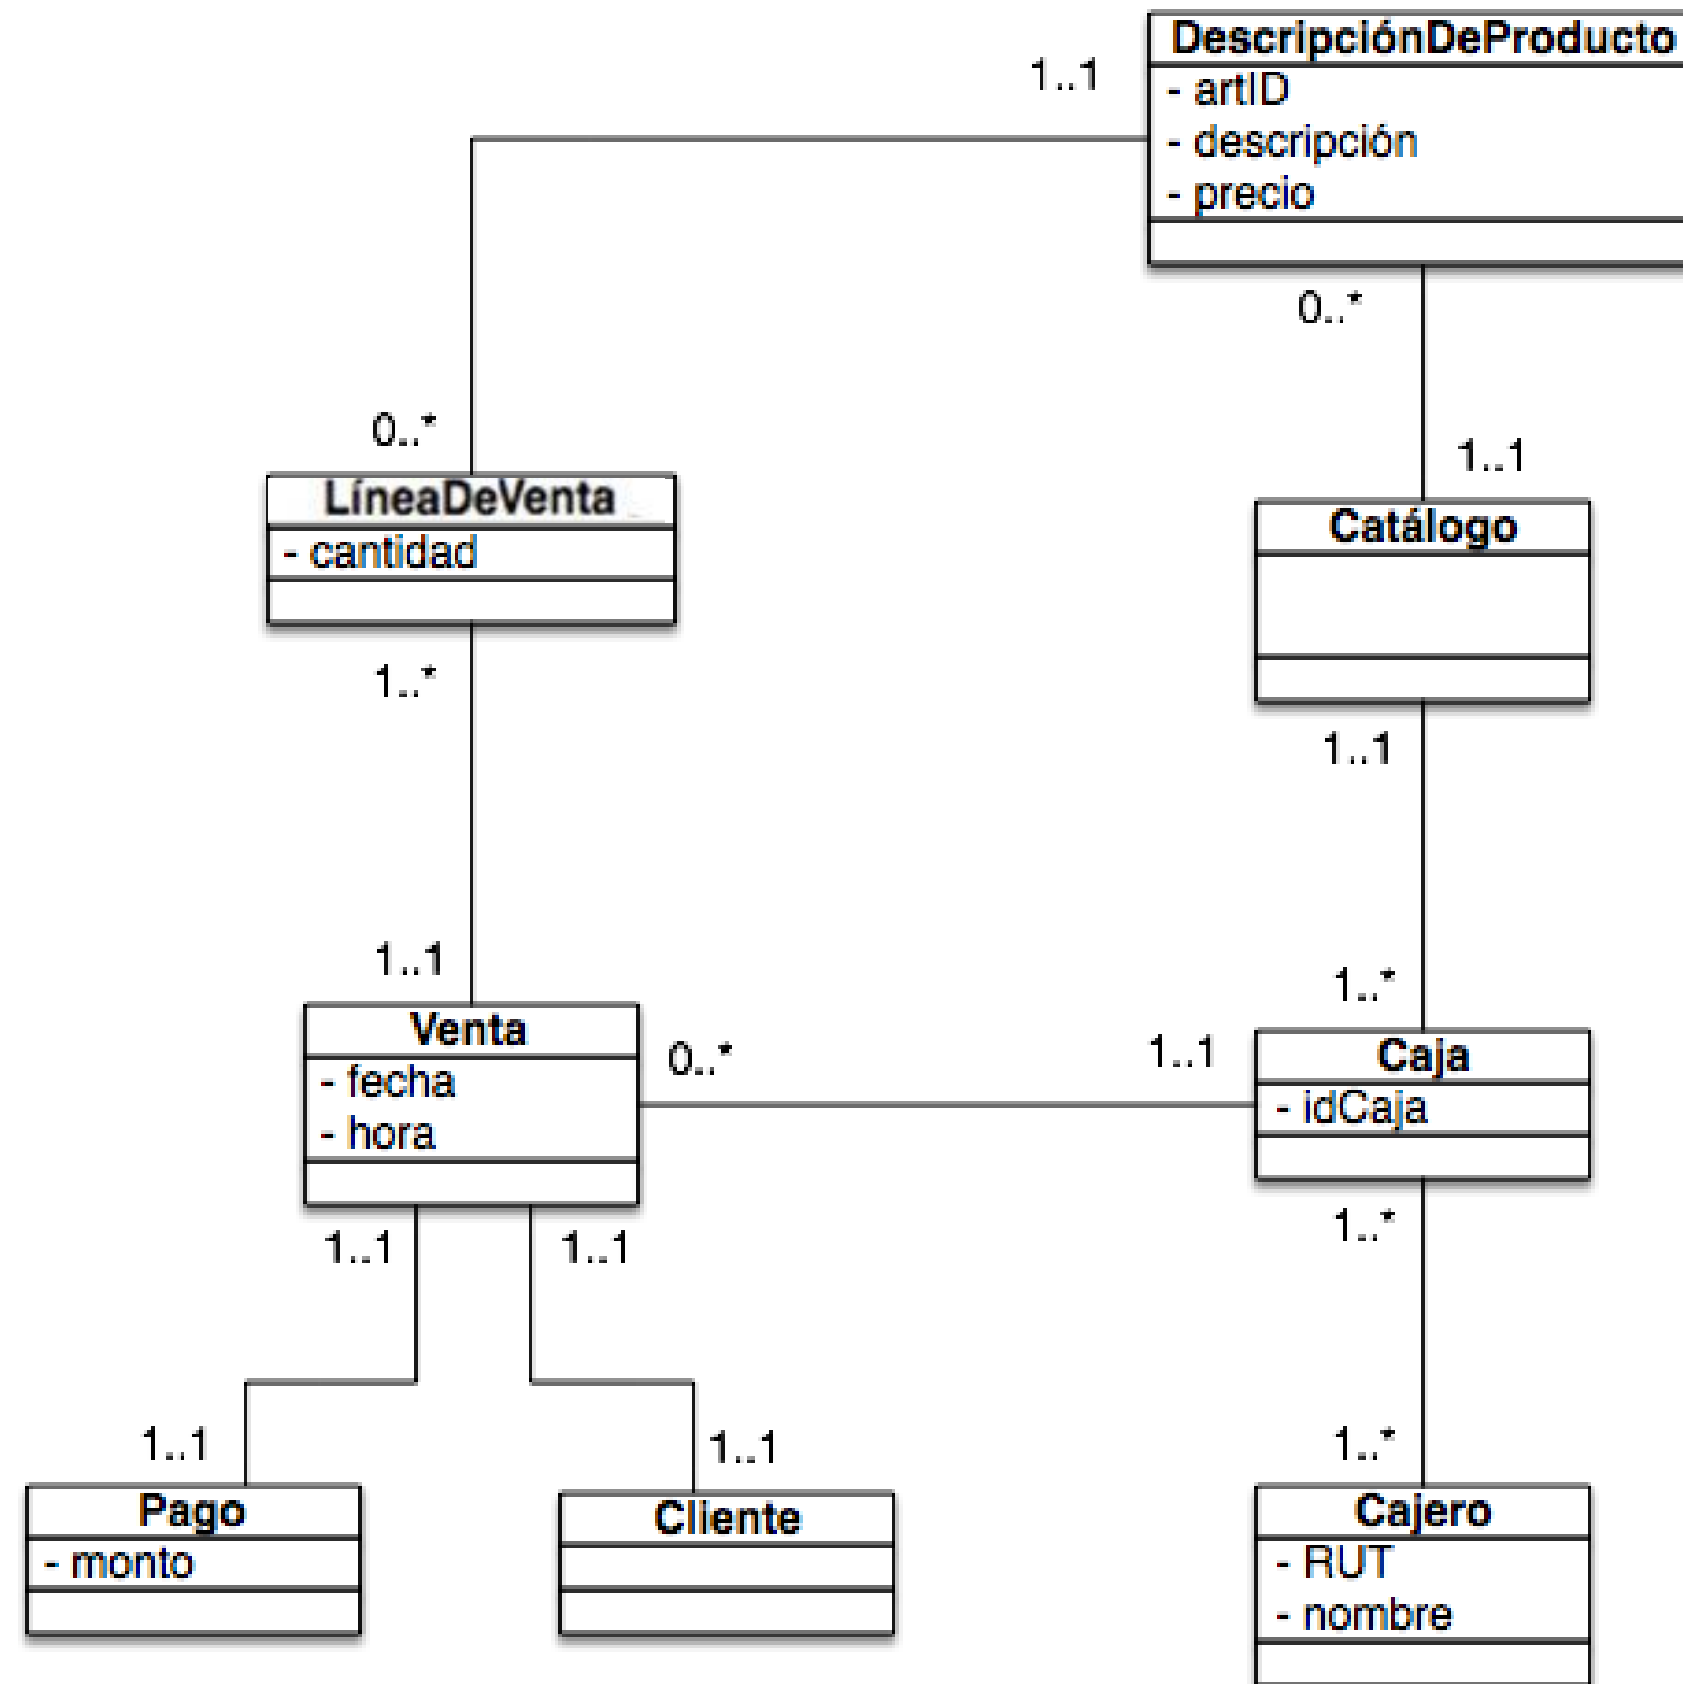 DescripciónDeProducto
1..1
- artID
- descripción
- precio
0..*
0..*
1..1
LíneaDeVenta
- cantidad
Catálogo
1..*
1..1
1..1
1..*
Venta
- fecha
- hora
0..*
1..1
Caja
- idCaja
1..1
1..1
1..*
1..1
1..1
1..*
Pago
- monto
Cliente
Cajero
- RUT
- nombre